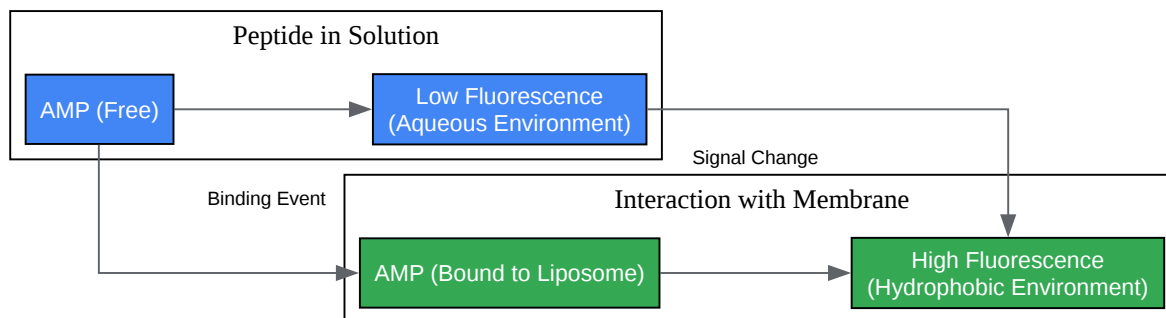 Peptide in Solution
AMP (Free)
Low Fluorescence
(Aqueous Environment)
Signal Change
Binding Event
Interaction with Membrane
AMP (Bound to Liposome)
High Fluorescence
(Hydrophobic Environment)